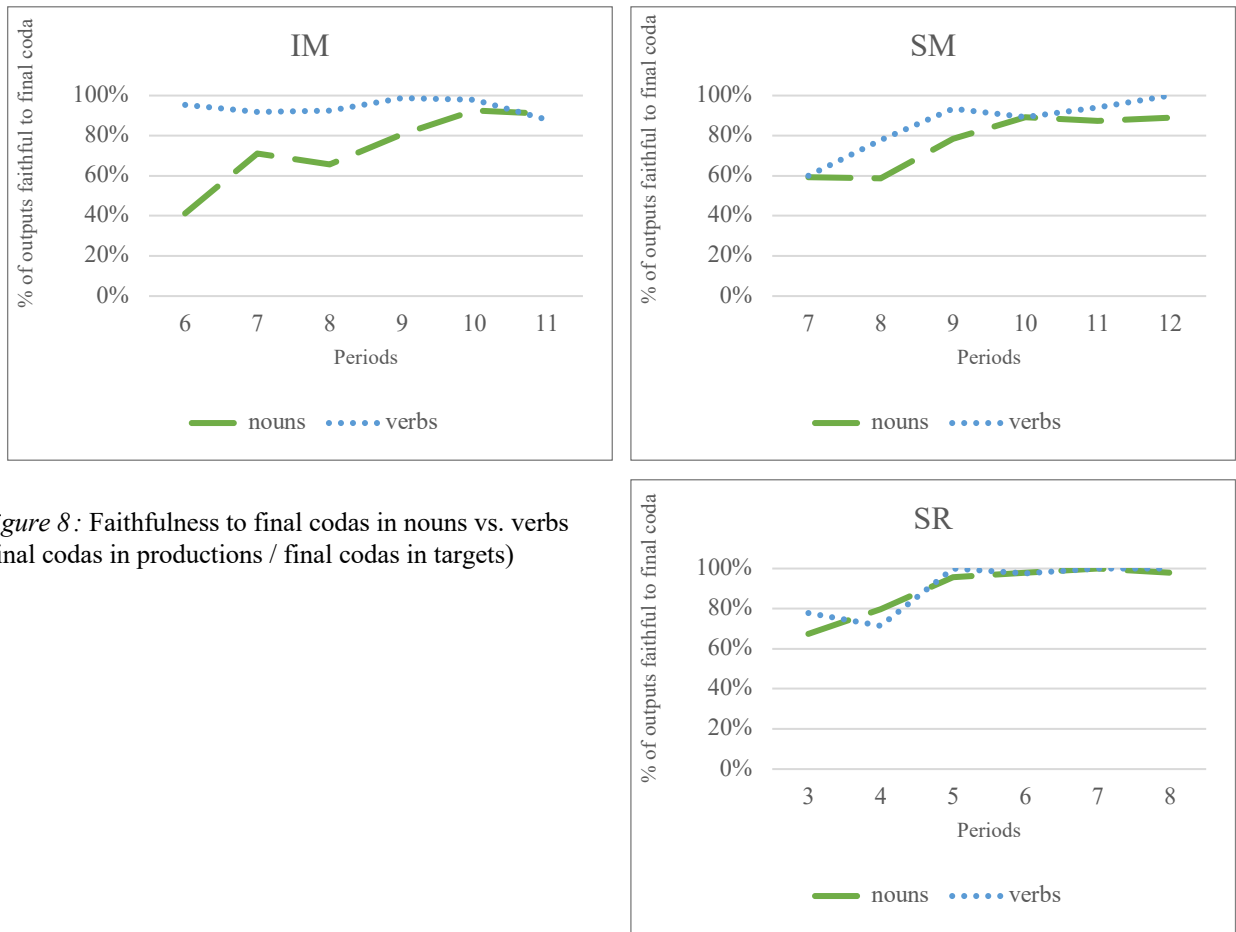 IM
% of outputs faithful to final coda
100%
80%
60%
40%
20%
0%
6 7 8 9 10 11
Periods
nouns verbs
SM
% of outputs faithful to final coda
100%
80%
60%
40%
20%
0%
7 8 9 10 11 12
Periods
nouns verbs
gure 8: Faithfulness to final codas in nouns vs. verbs
inal codas in productions / final codas in targets)
SR
% of outputs faithful to final coda
100%
80%
60%
40%
20%
0%
3 4 5 6 7 8
Periods
nouns verbs